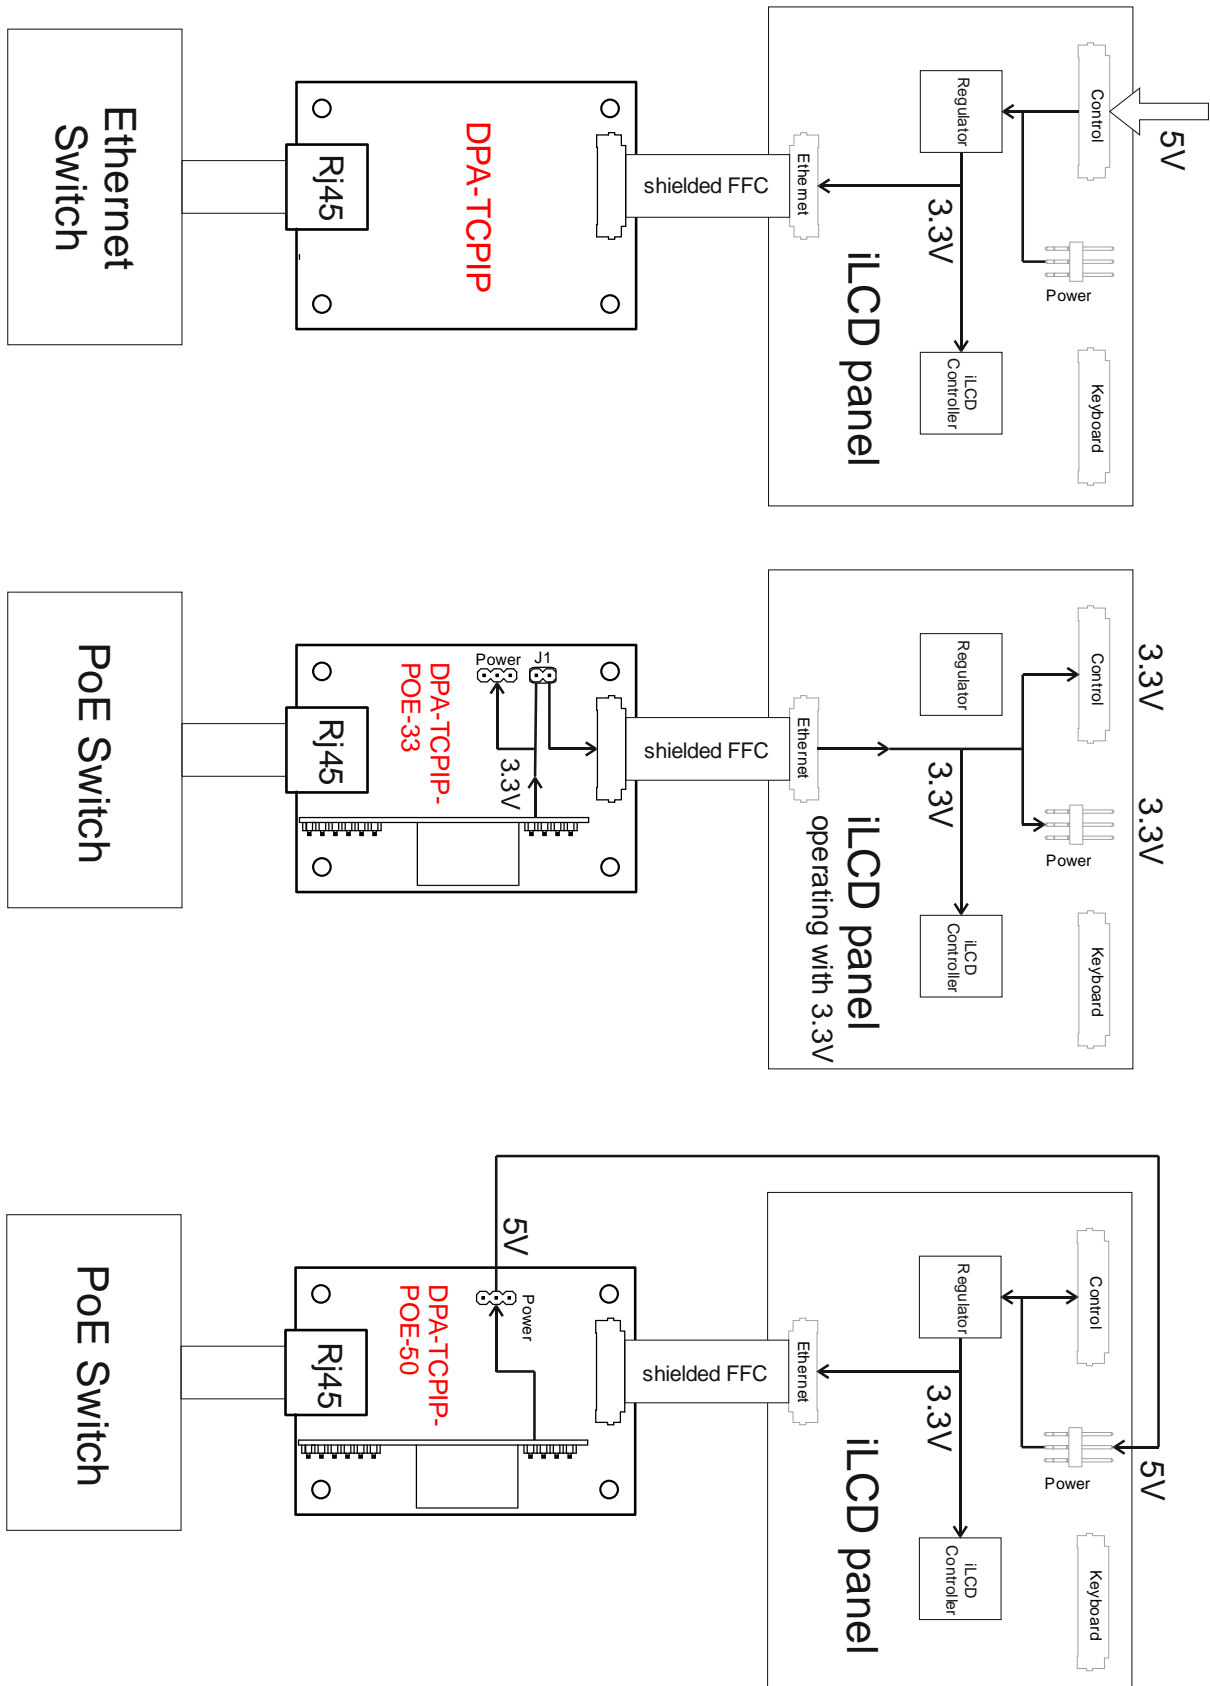 Ethernet
Switch
Rj45
DPA-TCPIP
shielded FFC
Ethernet
iLCD panel
Regulator
3.3V
iLCD
Controller
Control
5V
Power
Keyboard
PoE Switch
Rj45
DPA-TCPIP-
POE-33
Power
J1
3.3V
shielded FFC
Ethernet
iLCD panel
operating with 3.3V
Regulator
3.3V
iLCD
Controller
Control
3.3V
Power
3.3V
Keyboard
PoE Switch
Rj45
DPA-TCPIP-
POE-50
5V
Power
shielded FFC
Ethernet
iLCD panel
Regulator
3.3V
iLCD
Controller
Control
Power
5V
Keyboard